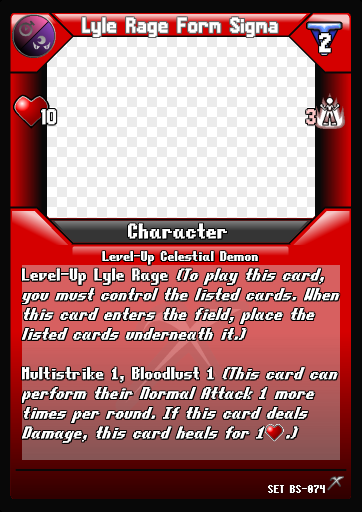 Lyle Rage Form Sigma
2
10
3
Character
Level-Up Celestial Demon
Level-Up Lyle Rage (To play this card,
you must control the listed cards. When
this card enters the field, place the
listed cards underneath it.)
Multistrike 1, Bloodlust 1 (This card can
perform their Normal Attack 1 more
times per round. If this card deals
Damage, this card heals for 1❤.)
SET BS-074